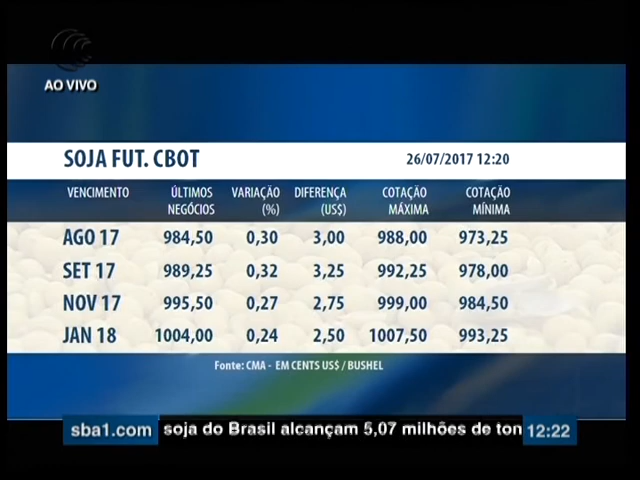 AO VIVO
SOJA FUT. CBOT 26/07/2017 12:20
VENCIMENTO ÚLTIMOS NEGÓCIOS VARIAÇÃO (%) DIFERENÇA (US$) COTAÇÃO MÁXIMA COTAÇÃO MÍNIMA
AGO 17 984,50 0,30 3,00 988,00 973,25
SET 17 989,25 0,32 3,25 992,25 978,00
NOV 17 995,50 0,27 2,75 999,00 984,50
JAN 18 1004,00 0,24 2,50 1007,50 993,25
Fonte: CMA - EM CENTS US$ / BUSHEL
sba1.com soja do Brasil alcançam 5,07 milhões de ton 12:22